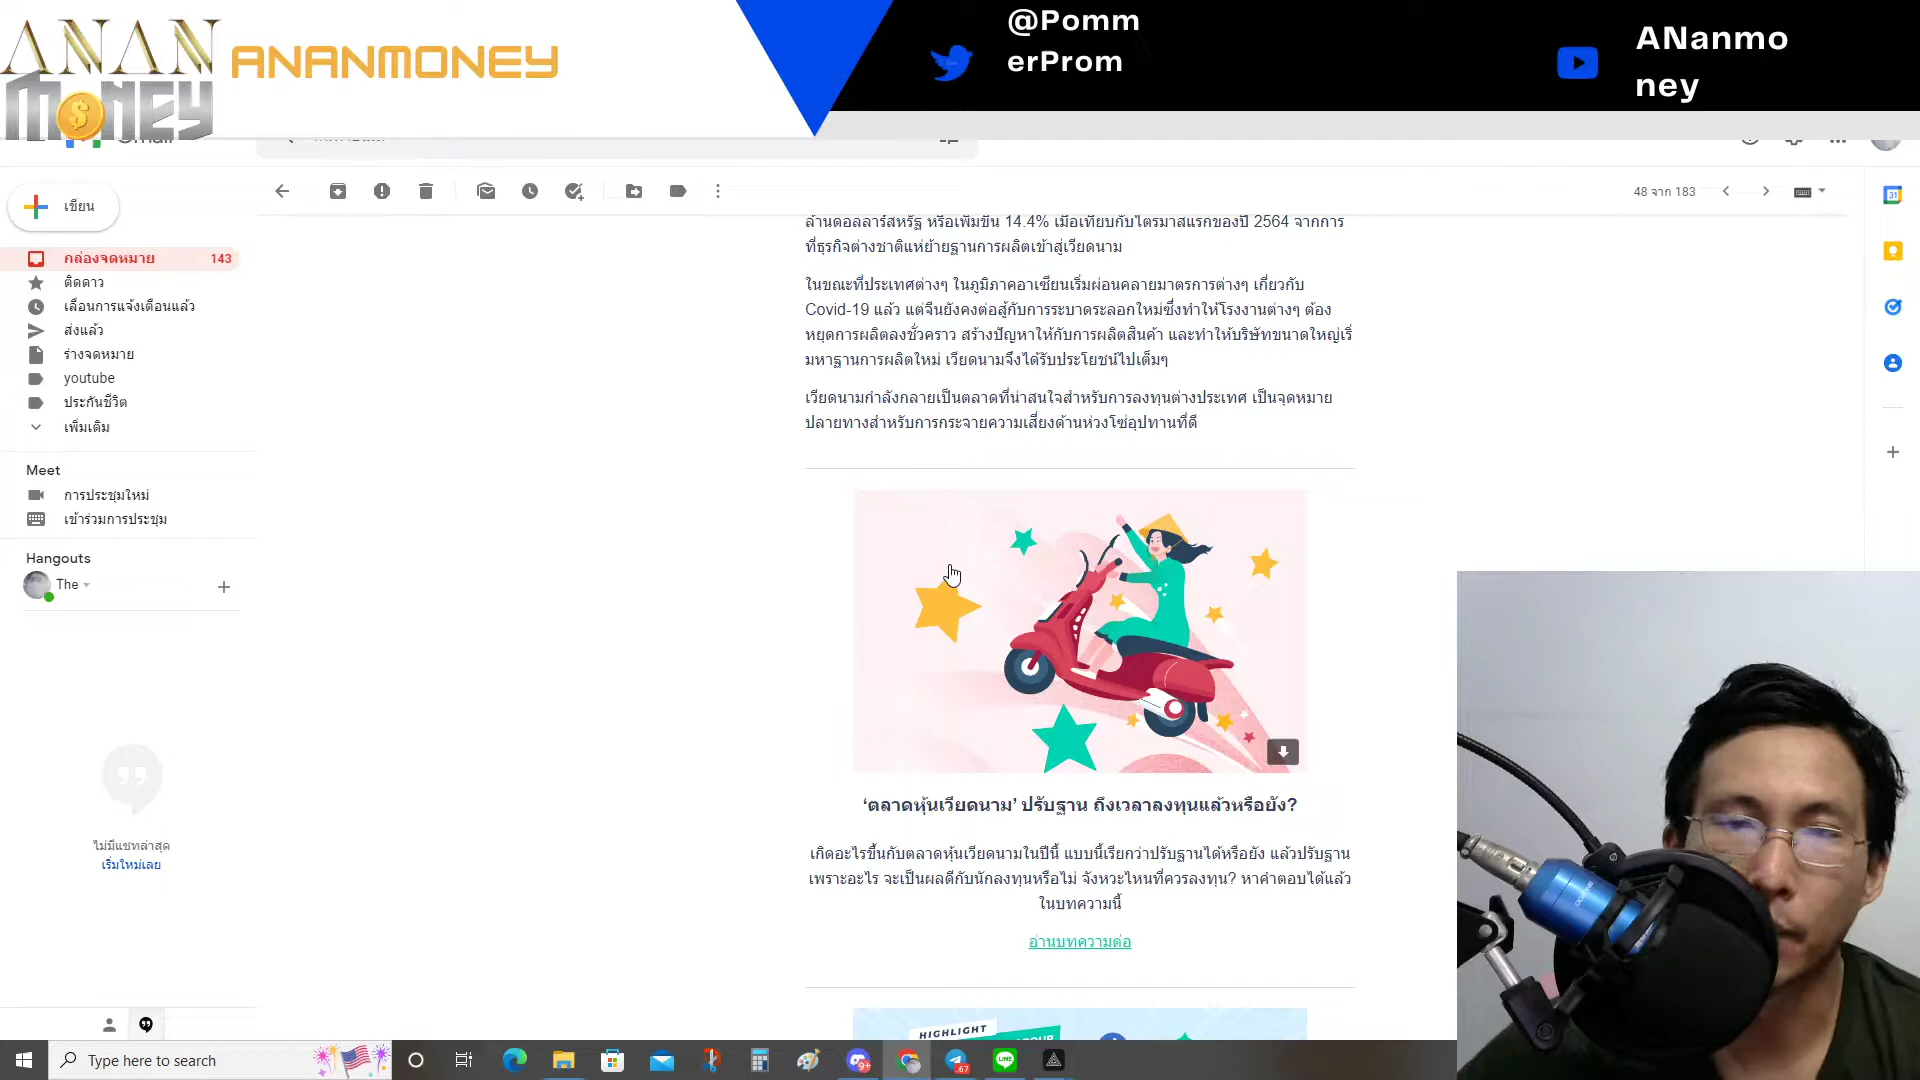 ANAN
MONEY
ANANMONEY
@Pomm
erProm
ANanmo
ney
48 จาก 183
เขียน
กล่องจดหมาย 143
ติดดาว
เลื่อนการแจ้งเตือนแล้ว
ส่งแล้ว
ร่างจดหมาย
youtube
ประกันชีวิต
เพิ่มเติม
Meet
การประชุมใหม่
เข้าร่วมการประชุม
Hangouts
The
ไม่มีแชทล่าสุด
เริ่มใหม่เลย
ล้านดอลลาร์สหรัฐ หรือเพิ่มขึ้น 14.4% เมื่อเทียบกับไตรมาสแรกของปี 2564 จากการ
ที่ธุรกิจต่างชาติแห่ย้ายฐานการผลิตเข้าสู่เวียดนาม
ในขณะที่ประเทศต่างๆ ในภูมิภาคอาเซียนเริ่มผ่อนคลายมาตรการต่างๆ เกี่ยวกับ
Covid-19 แล้ว แต่จีนยังคงต่อสู้กับการระบาดระลอกใหม่ซึ่งทำให้โรงงานต่างๆ ต้อง
หยุดการผลิตลงชั่วคราว สร้างปัญหาให้กับการผลิตสินค้า และทำให้บริษัทขนาดใหญ่เริ่
มหาฐานการผลิตใหม่ เวียดนามจึงได้รับประโยชน์ไปเต็มๆ
เวียดนามกำลังกลายเป็นตลาดที่น่าสนใจสำหรับการลงทุนต่างประเทศ เป็นจุดหมาย
ปลายทางสำหรับการกระจายความเสี่ยงด้านห่วงโซ่อุปทานที่ดี
‘ตลาดหุ้นเวียดนาม’ ปรับฐาน ถึงเวลาลงทุนแล้วหรือยัง?
เกิดอะไรขึ้นกับตลาดหุ้นเวียดนามในปีนี้ แบบนี้เรียกว่าปรับฐานได้หรือยัง แล้วปรับฐาน
เพราะอะไร จะเป็นผลดีกับนักลงทุนหรือไม่ จังหวะไหนที่ควรลงทุน? หาคำตอบได้แล้ว
ในบทความนี้
อ่านบทความต่อ
HIGHLIGHT
Type here to search